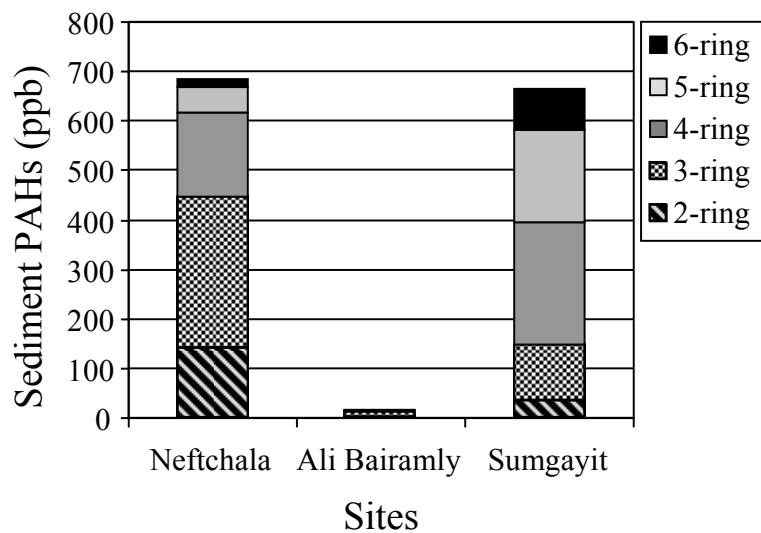 800
700
600
500
400
300
200
100
0
Sediment PAHs (ppb)
Neftchala
Ali Bairamly
Sumgayit
Sites
6-ring
5-ring
4-ring
3-ring
2-ring